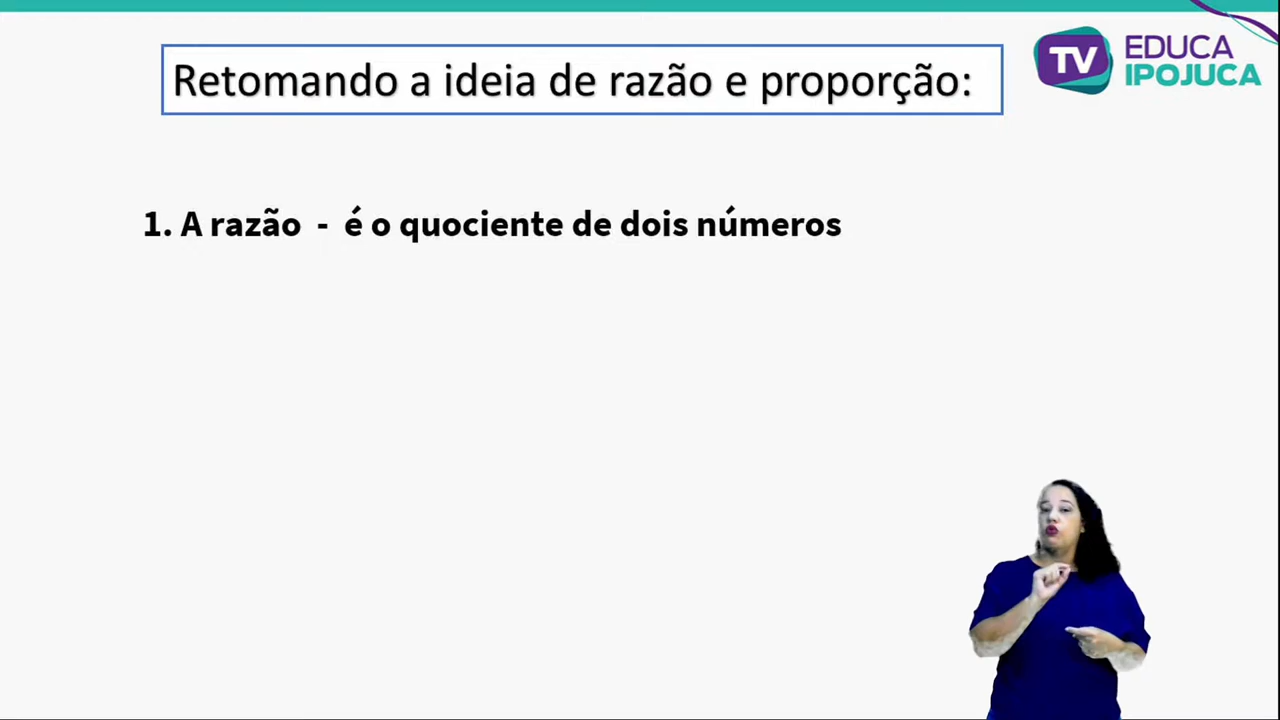 Retomando a ideia de razão e proporção:
TV EDUCA
IPOJUCA
1. A razão - é o quociente de dois números